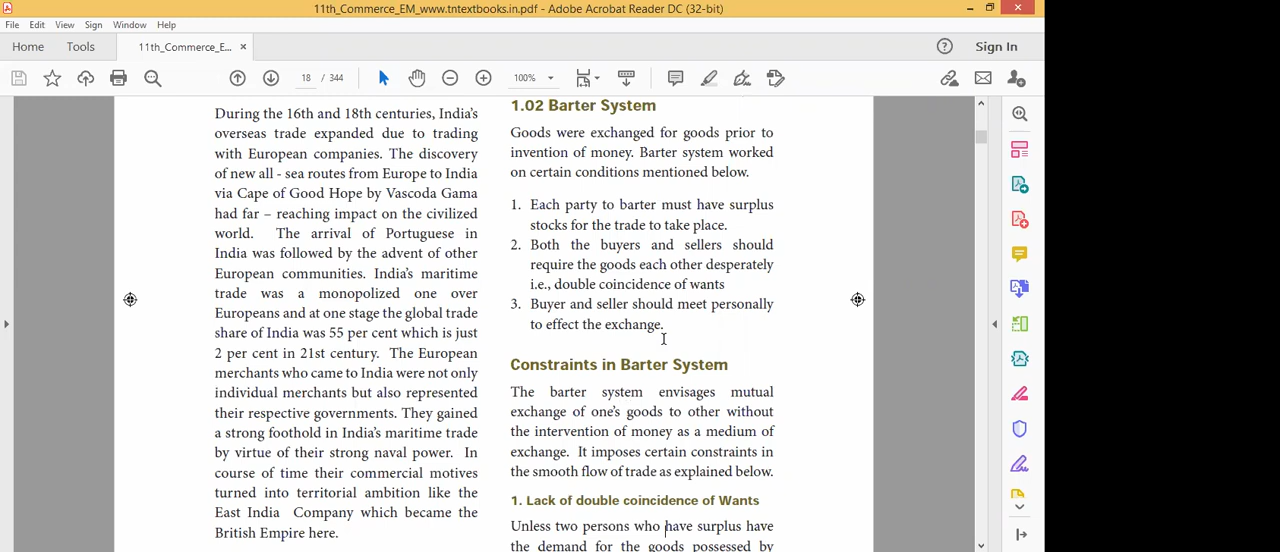 11th_Commerce_EM_www.tntextbooks.in.pdf - Adobe Acrobat Reader DC (32-bit)
File Edit View Sign Window Help
Home Tools 11th_Commerce_E... × Sign In
18 / 344 100%
During the 16th and 18th centuries, India's
overseas trade expanded due to trading
with European companies. The discovery
of new all - sea routes from Europe to India
via Cape of Good Hope by Vascoda Gama
had far – reaching impact on the civilized
world. The arrival of Portuguese in
India was followed by the advent of other
European communities. India's maritime
trade was a monopolized one over
Europeans and at one stage the global trade
share of India was 55 per cent which is just
2 per cent in 21st century. The European
merchants who came to India were not only
individual merchants but also represented
their respective governments. They gained
a strong foothold in India's maritime trade
by virtue of their strong naval power. In
course of time their commercial motives
turned into territorial ambition like the
East India Company which became the
British Empire here.
1.02 Barter System
Goods were exchanged for goods prior to
invention of money. Barter system worked
on certain conditions mentioned below.
1. Each party to barter must have surplus
stocks for the trade to take place.
2. Both the buyers and sellers should
require the goods each other desperately
i.e., double coincidence of wants
3. Buyer and seller should meet personally
to effect the exchange.
Constraints in Barter System
The barter system envisages mutual
exchange of one's goods to other without
the intervention of money as a medium of
exchange. It imposes certain constraints in
the smooth flow of trade as explained below.
1. Lack of double coincidence of Wants
Unless two persons who have surplus have
the demand for the goods possessed by